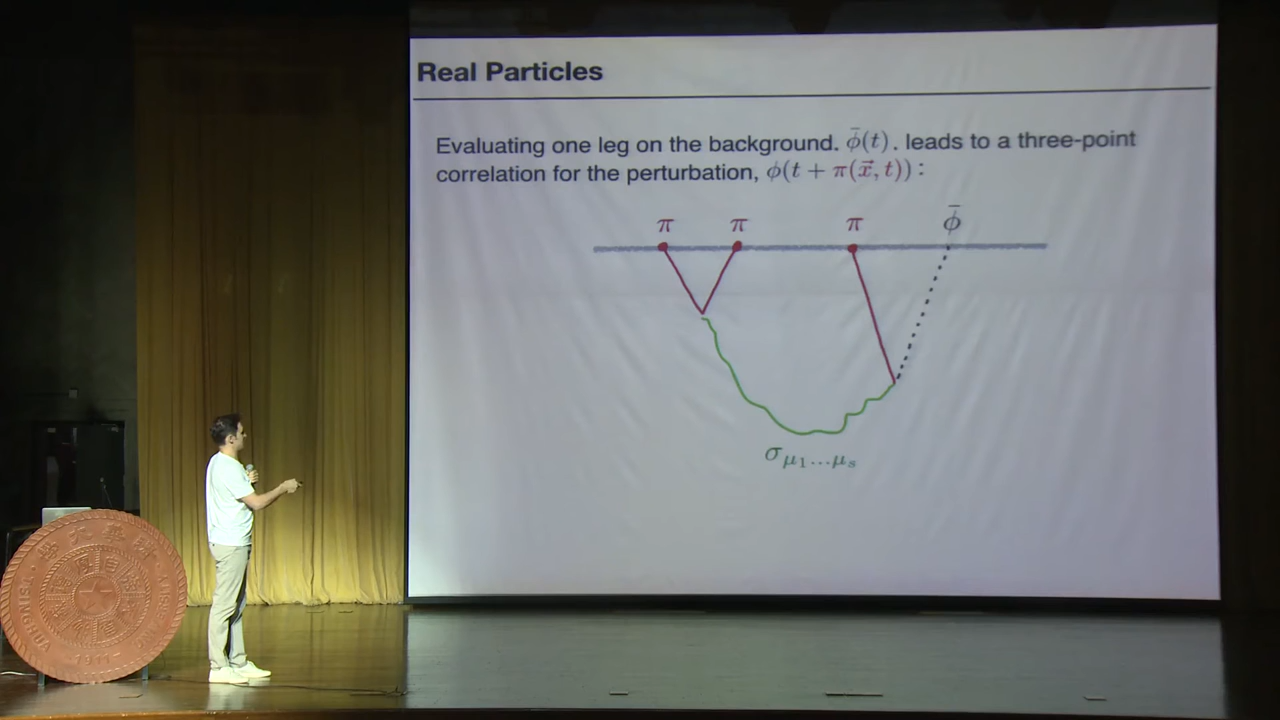 Real Particles
Evaluating one leg on the background, $\bar{\phi}(t)$, leads to a three-point
correlation for the perturbation, $\phi(t + \pi(\vec{x}, t))$ :
π π π $\bar{\phi}$
$\sigma_{\mu_1 \ldots \mu_s}$
1911